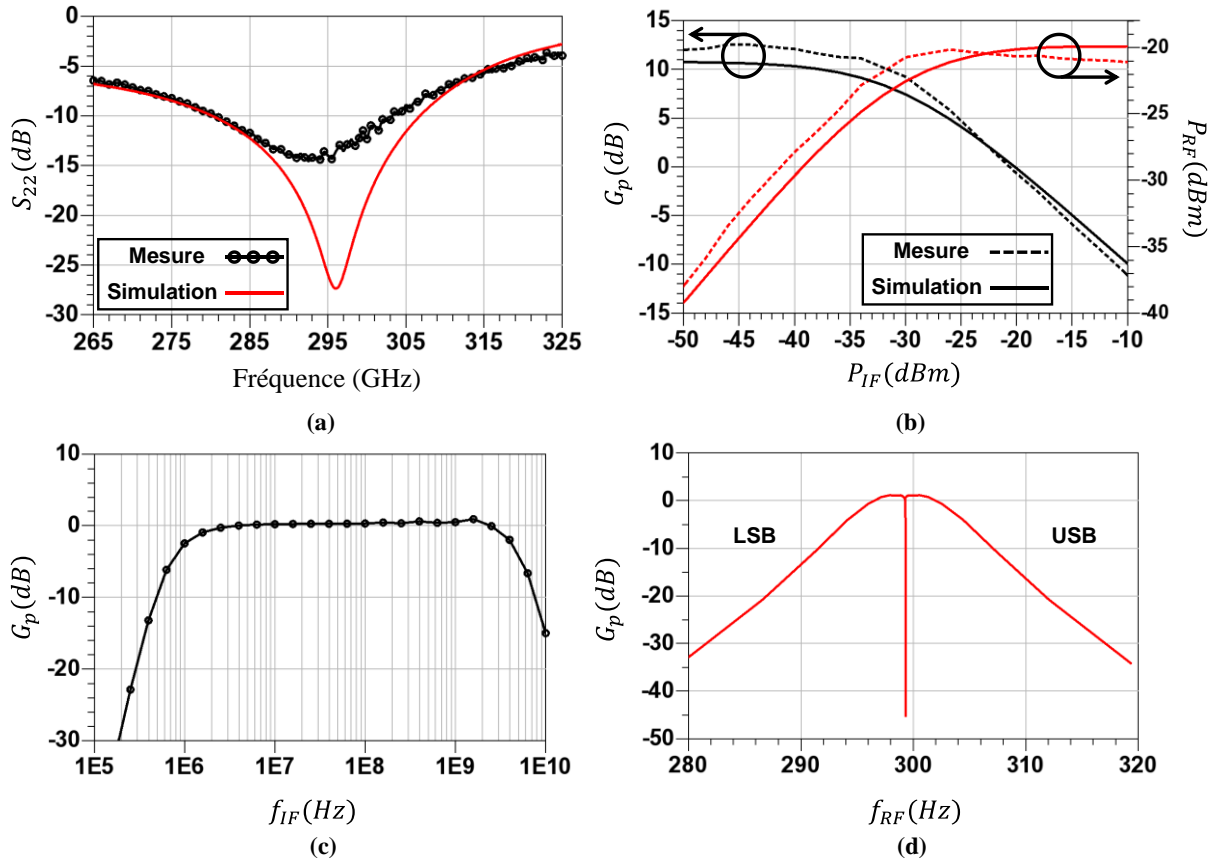 0
-5
-10
-15
-20
-25
-30
S22(dB)
Mesure
Simulation
265 275 285 295 305 315 325
Fréquence (GHz)
(a)
15
10
5
0
-5
-10
-15
Gp(dB)
-20
-25
-29
-33
-36
-40
PRF(dBm)
Mesure
Simulation
-50 -45 -40 -35 -30 -25 -20 -15 -10
PIF(dBm)
(b)
10
0
-10
-20
-30
Gp(dB)
1E5 1E6 1E7 1E8 1E9 1E10
fIF(Hz)
(c)
10
0
-10
-20
-30
-40
-50
Gp(dB)
LSB
USB
280 290 300 310 320
fRF(Hz)
(d)